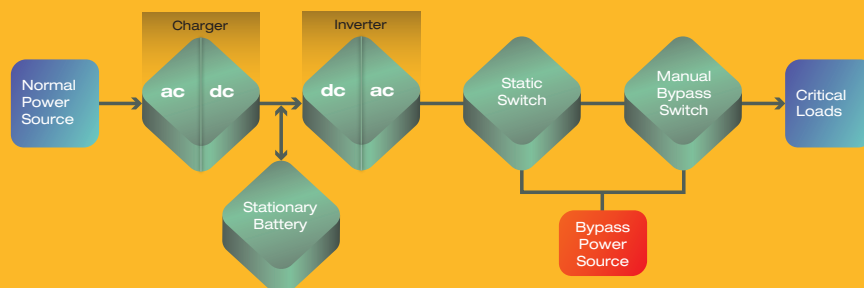 Charger
Inverter
Normal
Power
Source
ac dc
dc ac
Static
Switch
Manual
Bypass
Switch
Critical
Loads
Stationary
Battery
Bypass
Power
Source